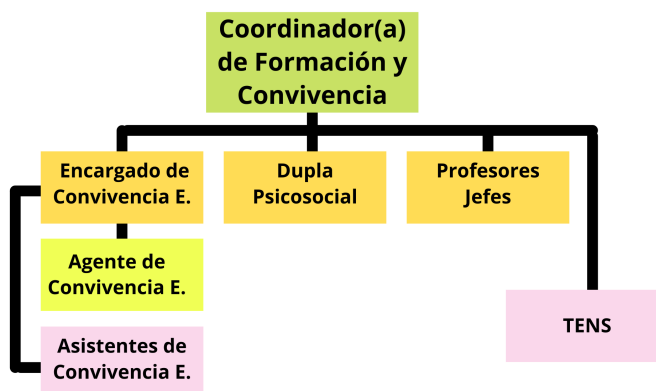 Coordinador(a)
de Formación y
Convivencia
Encargado de
Convivencia E.
Dupla
Psicosocial
Profesores
Jefes
Agente de
Convivencia E.
TENS
Asistentes de
Convivencia E.